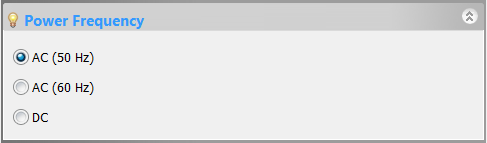 Power Frequency
AC (50 Hz)
AC (60 Hz)
DC